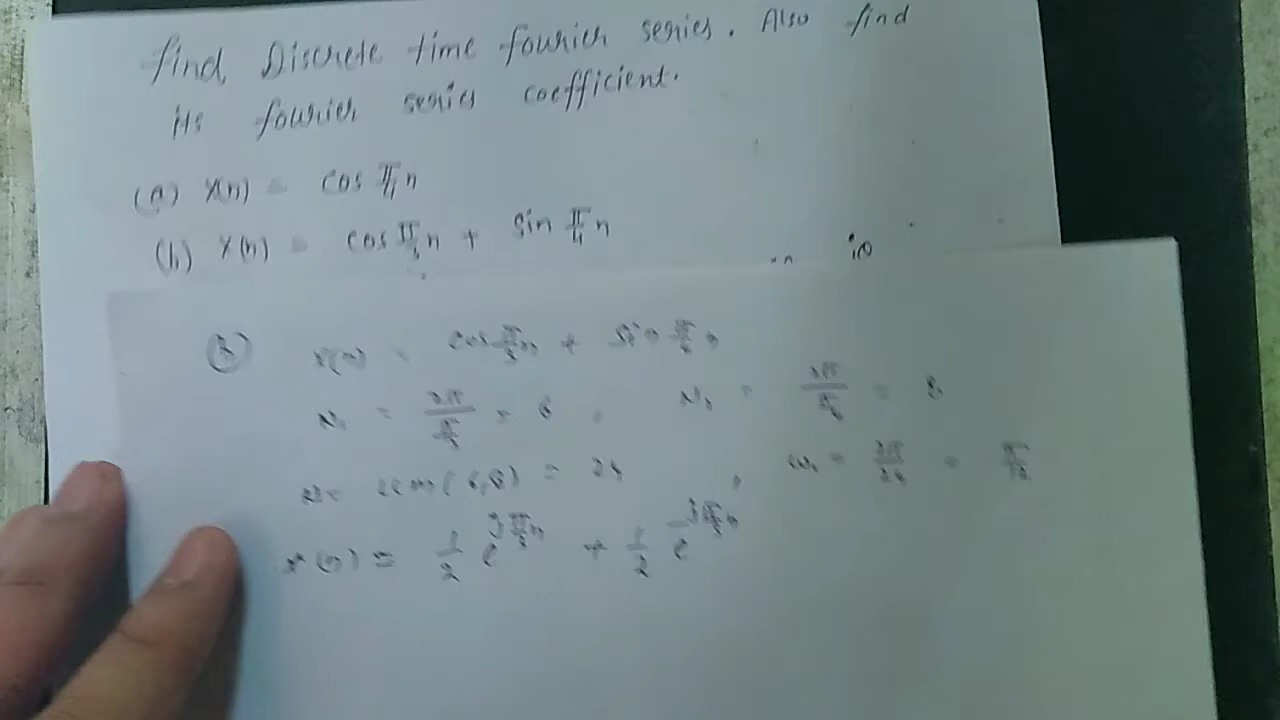 find Discrete time fourier series. Also find
its fourier series coefficient.
(a) x(n) = cos π/4 n
(b) x(n) = cos π/3 n + sin π/4 n
(b) x(n) = cos π/3 n + sin π/4 n
N₁ = 2π / π/3 = 6, N₂ = 2π / π/4 = 8
N = LCM(6,8) = 24, ω₀ = 2π/24 = π/12
x(n) = 1/2 e^{jπ/3 n} + 1/2 e^{-jπ/3 n}